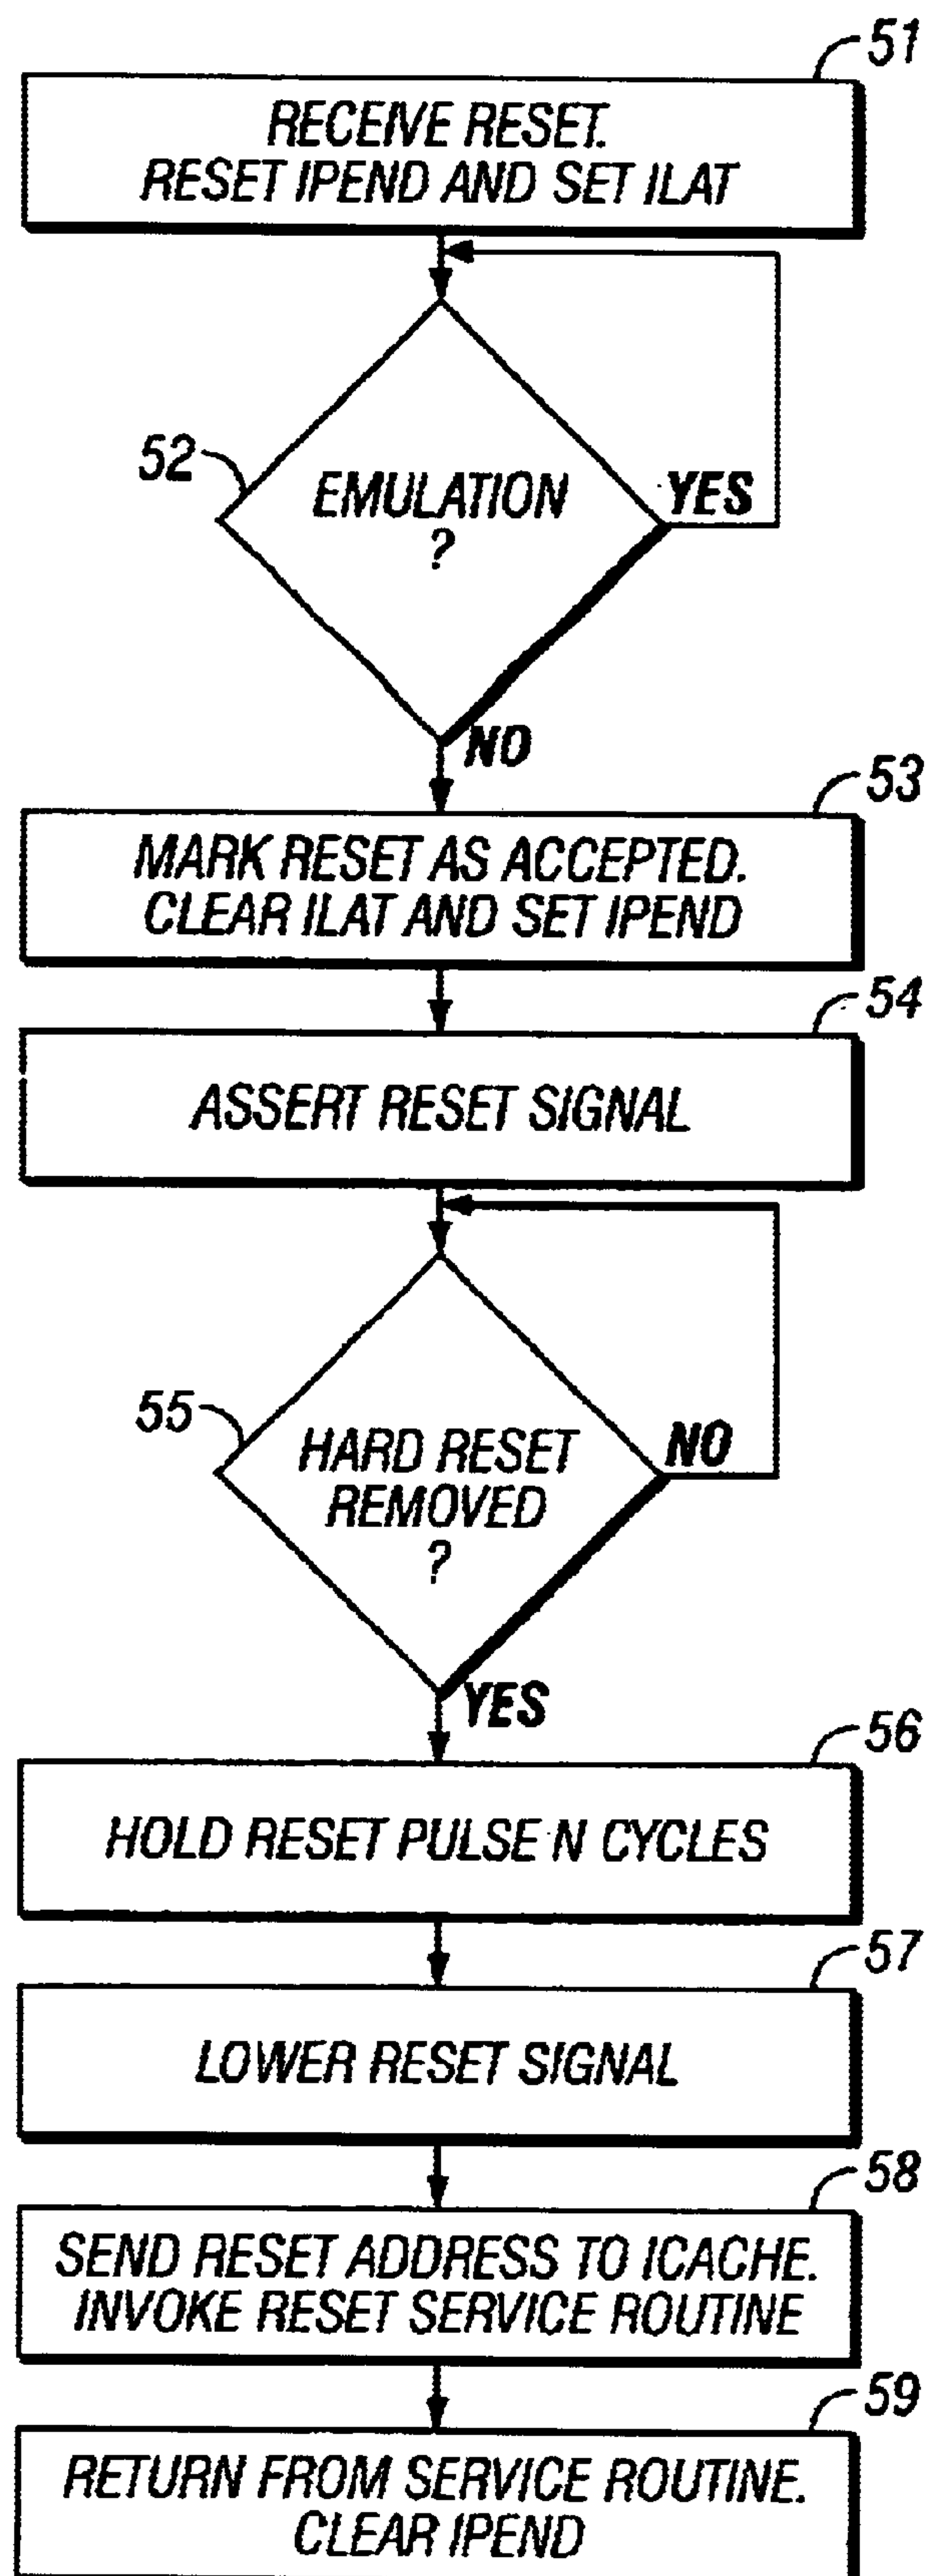 51
RECEIVE RESET.
RESET IPEND AND SET ILAT
52
EMULATION
?
YES
NO
53
MARK RESET AS ACCEPTED.
CLEAR ILAT AND SET IPEND
54
ASSERT RESET SIGNAL
55
HARD RESET
REMOVED
?
NO
YES
56
HOLD RESET PULSE N CYCLES
57
LOWER RESET SIGNAL
58
SEND RESET ADDRESS TO ICACHE.
INVOKE RESET SERVICE ROUTINE
59
RETURN FROM SERVICE ROUTINE.
CLEAR IPEND